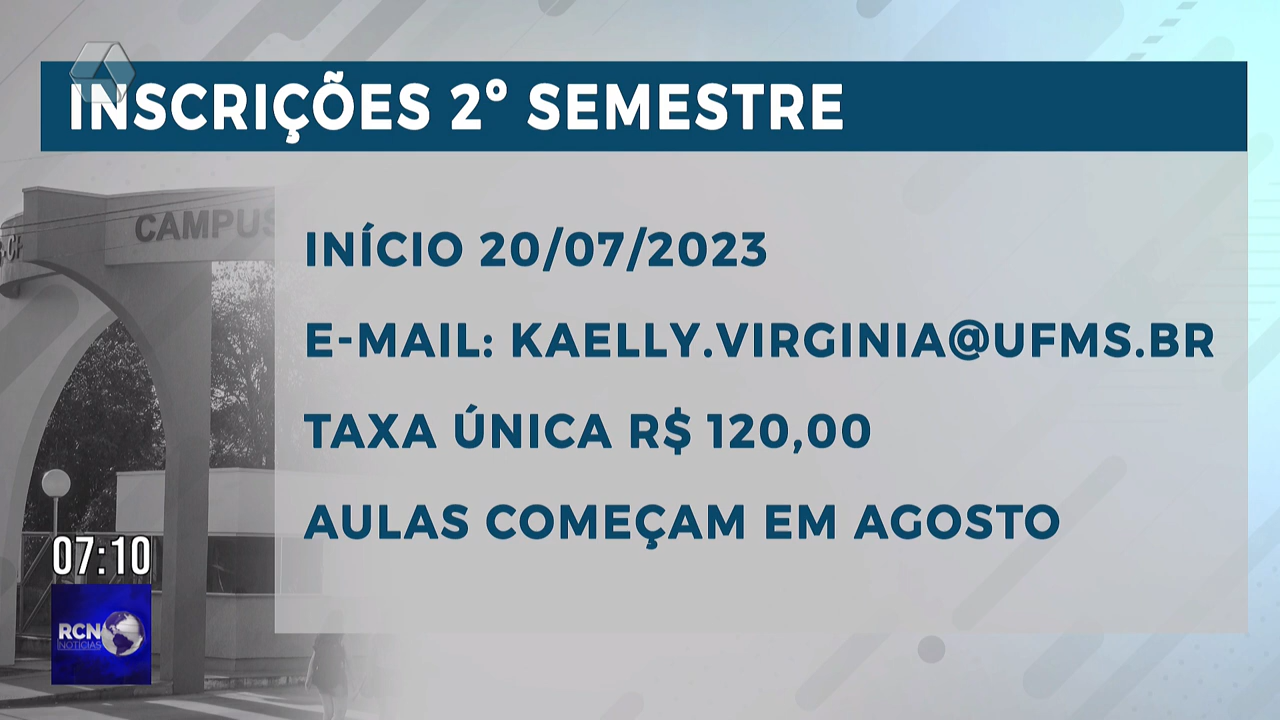 INSCRIÇÕES 2º SEMESTRE
CAMPUS
INÍCIO 20/07/2023
E-MAIL: KAELLY.VIRGINIA@UFMS.BR
TAXA ÚNICA R$ 120,00
AULAS COMEÇAM EM AGOSTO
07:10
RCN
NOTÍCIAS